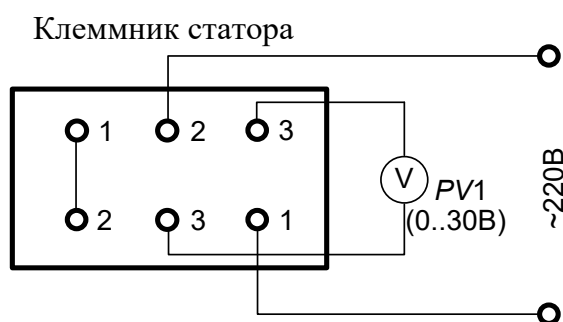 Клеммник статора
1 2 3
2 3 1
V
PV1
(0..30В)
~220В